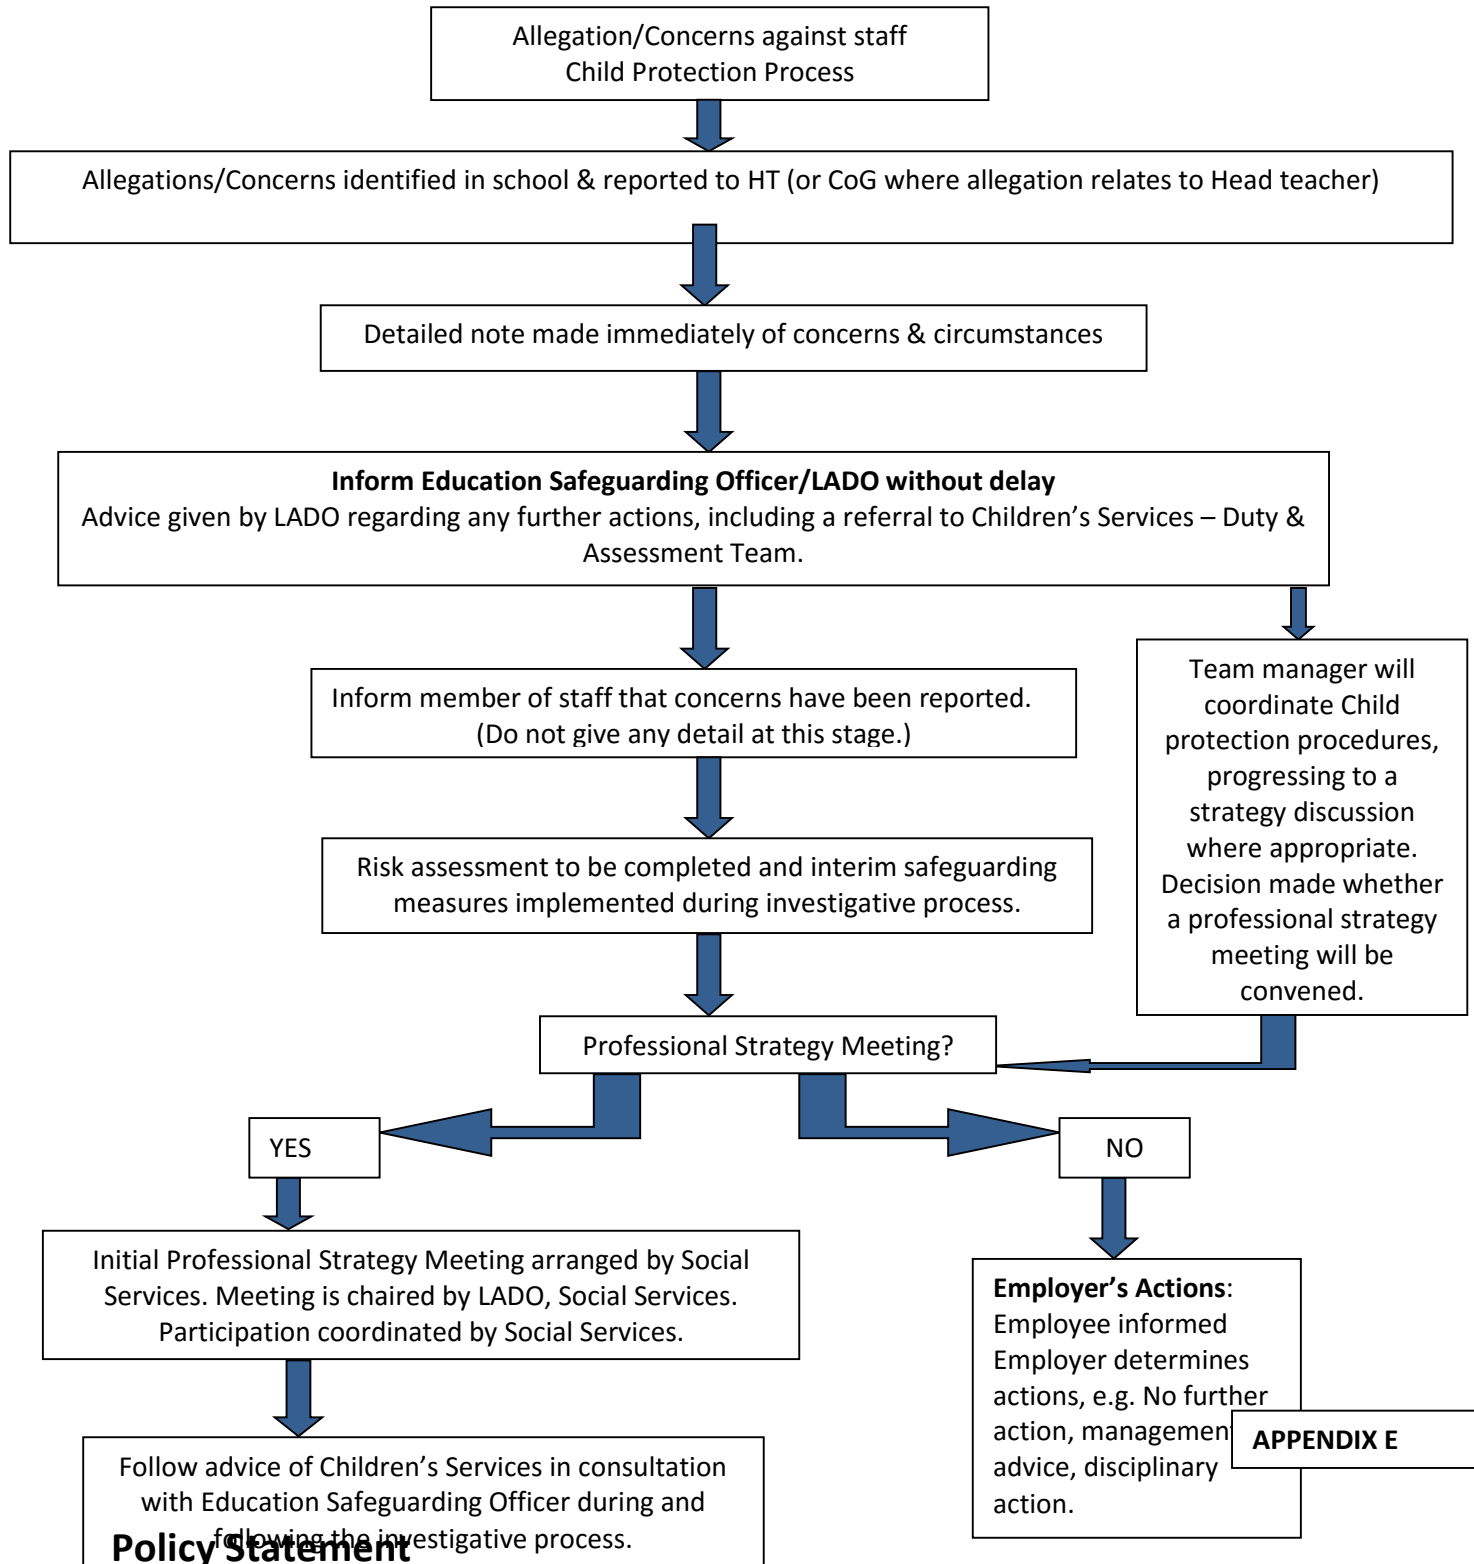 Allegation/Concerns against staff
Child Protection Process
Allegations/Concerns identified in school & reported to HT (or CoG where allegation relates to Head teacher)
Detailed note made immediately of concerns & circumstances
Inform Education Safeguarding Officer/LADO without delay
Advice given by LADO regarding any further actions, including a referral to Children’s Services – Duty &
Assessment Team.
Inform member of staff that concerns have been reported.
(Do not give any detail at this stage.)
Team manager will
coordinate Child
protection procedures,
progressing to a
strategy discussion
where appropriate.
Decision made whether
a professional strategy
meeting will be
convened.
Risk assessment to be completed and interim safeguarding
measures implemented during investigative process.
Professional Strategy Meeting?
YES
NO
Initial Professional Strategy Meeting arranged by Social
Services. Meeting is chaired by LADO, Social Services.
Participation coordinated by Social Services.
Employer’s Actions:
Employee informed
Employer determines
actions, e.g. No further
action, management
advice, disciplinary
action.
APPENDIX E
Follow advice of Children’s Services in consultation
with Education Safeguarding Officer during and
following the investigative process.
Policy Statement